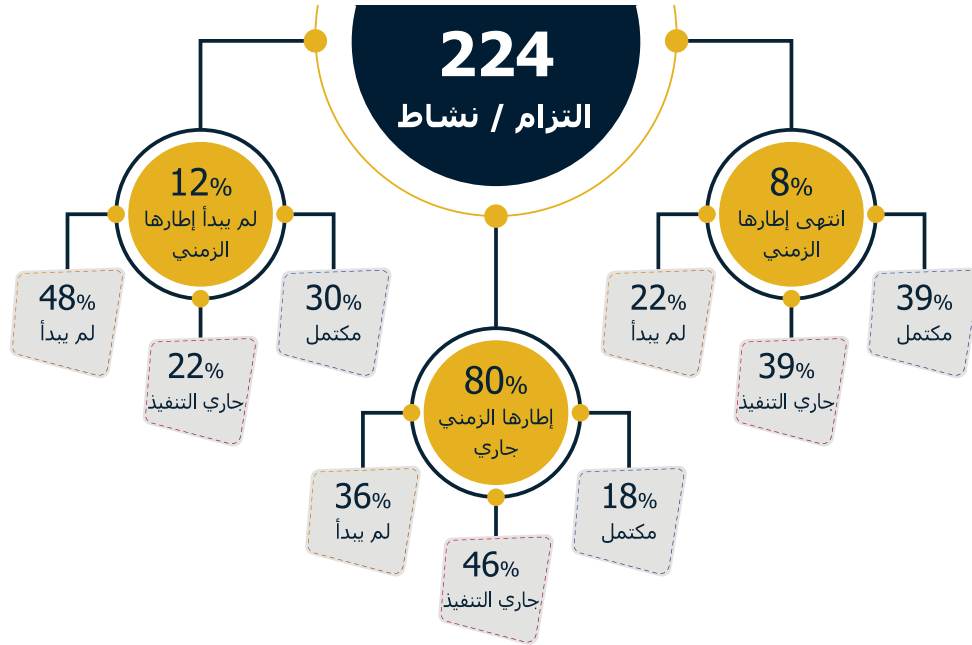 224
التزام / نشاط
8%
انتهى إطارها
الزمني
39%
مكتمل
39%
جاري التنفيذ
22%
لم يبدأ
80%
إطارها الزمني
جاري
18%
مكتمل
46%
جاري التنفيذ
36%
لم يبدأ
12%
لم يبدأ إطارها
الزمني
30%
مكتمل
22%
جاري التنفيذ
48%
لم يبدأ